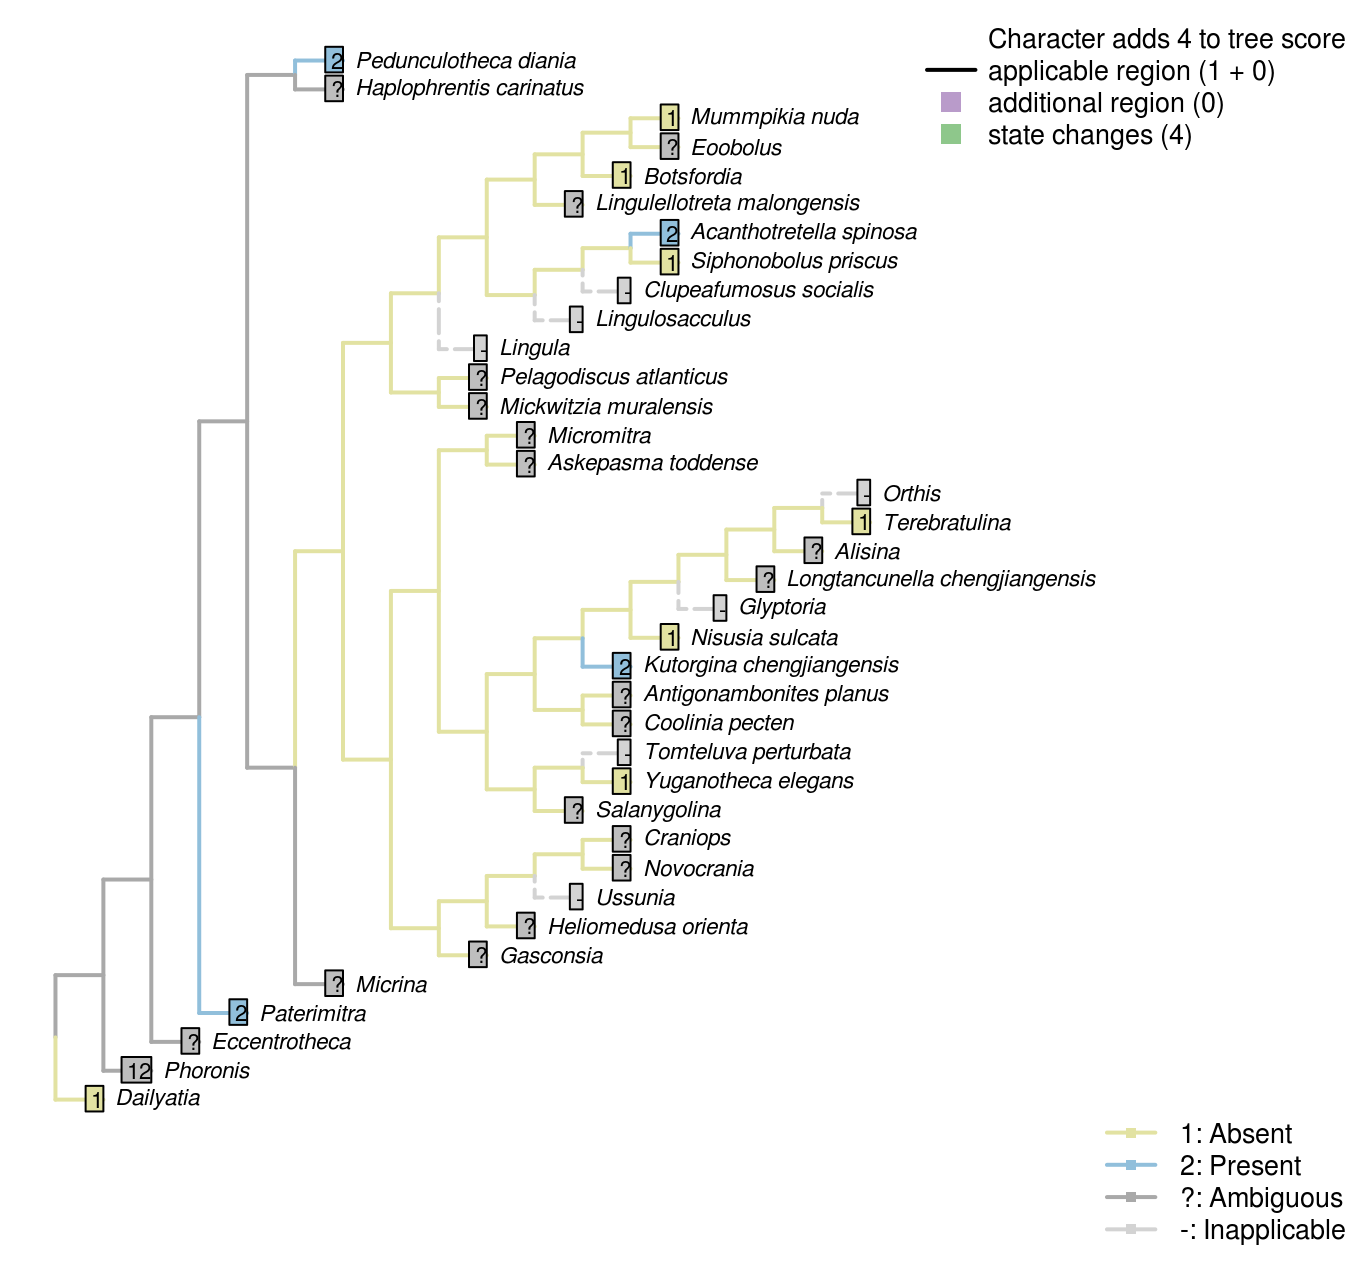 Character adds 4 to tree score
applicable region (1 + 0)
additional region (0)
state changes (4)
2 Pedunculotheca diania
? Haplophrentis carinatus
1 Mummpikia nuda
? Eoobolus
1 Botsfordia
? Lingulellotreta malongensis
2 Acanthotretella spinosa
1 Siphonobolus priscus
- Clupeafumosus socialis
- Lingulosacculus
- Lingula
? Pelagodiscus atlanticus
? Mickwitzia muralensis
? Micromitra
? Askepasma toddense
- Orthis
1 Terebratulina
? Alisina
? Longtancunella chengjiangensis
- Glyptoria
1 Nisusia sulcata
2 Kutorgina chengjiangensis
? Antigonambonites planus
? Coolinia pecten
- Tomteluva perturbata
1 Yuganotheca elegans
? Salanygolina
? Craniops
? Novocrania
- Ussunia
? Heliomedusa orienta
? Gasconsia
? Micrina
2 Paterimitra
? Eccentrotheca
12 Phoronis
1 Dailyatia
1: Absent
2: Present
?: Ambiguous
-: Inapplicable